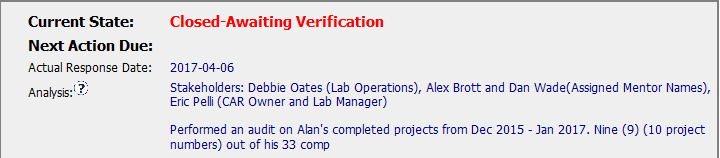 Current State: Closed-Awaiting Verification
Next Action Due:
Actual Response Date: 2017-04-06
Analysis:? Stakeholders: Debbie Oates (Lab Operations), Alex Brott and Dan Wade(Assigned Mentor Names),
Eric Pelli (CAR Owner and Lab Manager)
Performed an audit on Alan's completed projects from Dec 2015 - Jan 2017. Nine (9) (10 project
numbers) out of his 33 comp